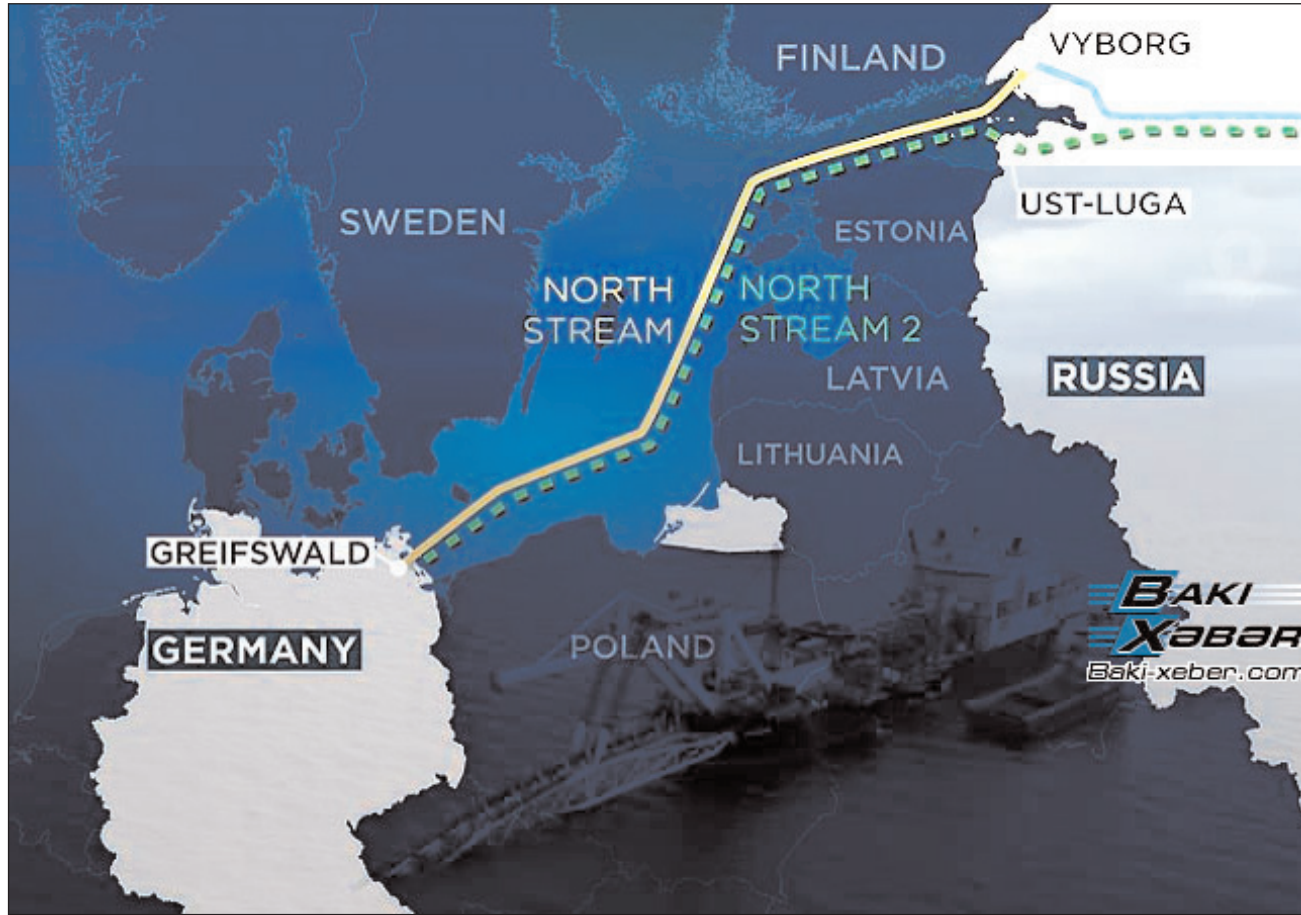 FINLAND
VYBORG
UST-LUGA
SWEDEN
ESTONIA
NORTH
STREAM
NORTH
STREAM 2
LATVIA
RUSSIA
LITHUANIA
GREIFSWALD
GERMANY
POLAND
BAKI
XƏBƏR
Baki-xeber.com